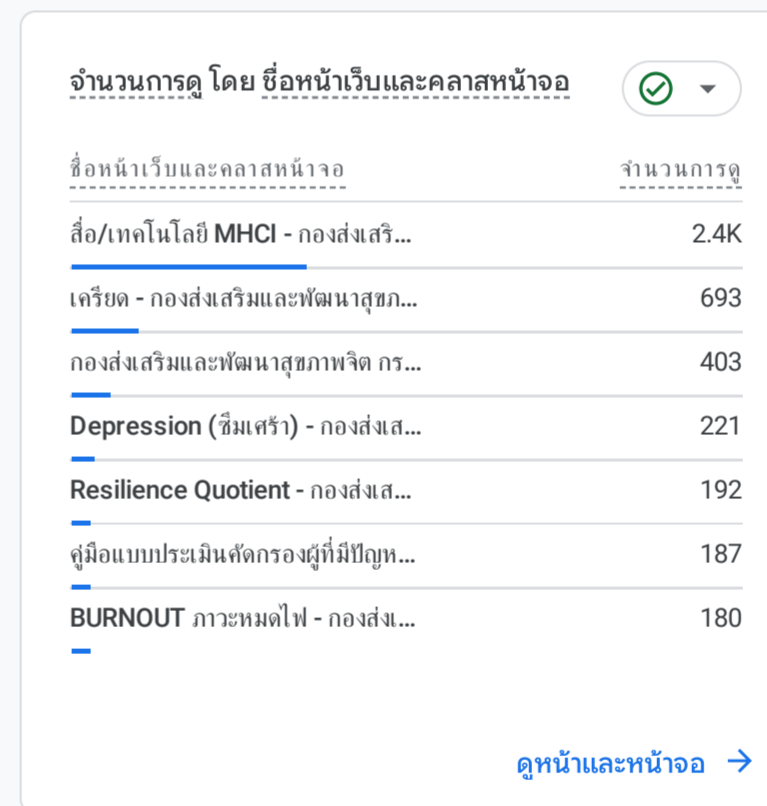 จำนวนการดู โดย ชื่อหน้าเว็บและคลาสหน้าจอ
ชื่อหน้าเว็บและคลาสหน้าจอ จำนวนการดู
สื่อ/เทคโนโลยี MHCI - กองส่งเสริ... 2.4K
เครียด - กองส่งเสริมและพัฒนาสุขภ... 693
กองส่งเสริมและพัฒนาสุขภาพจิต กร... 403
Depression (ซึมเศร้า) - กองส่งเส... 221
Resilience Quotient - กองส่งเส... 192
คู่มือแบบประเมินคัดกรองผู้ที่มีปัญห... 187
BURNOUT ภาวะหมดไฟ - กองส่งเ... 180
ดูหน้าและหน้าจอ →